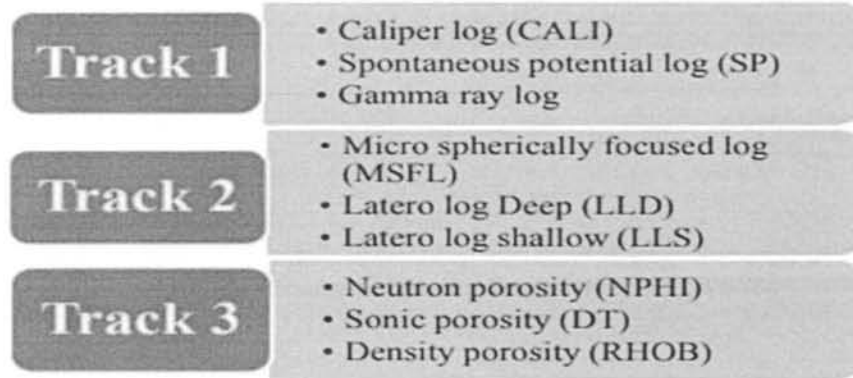 Track 1
• Caliper log (CALI)
• Spontaneous potential log (SP)
• Gamma ray log
Track 2
• Micro spherically focused log
(MSFL)
• Latero log Deep (LLD)
• Latero log shallow (LLS)
Track 3
• Neutron porosity (NPHI)
• Sonic porosity (DT)
• Density porosity (RHOB)